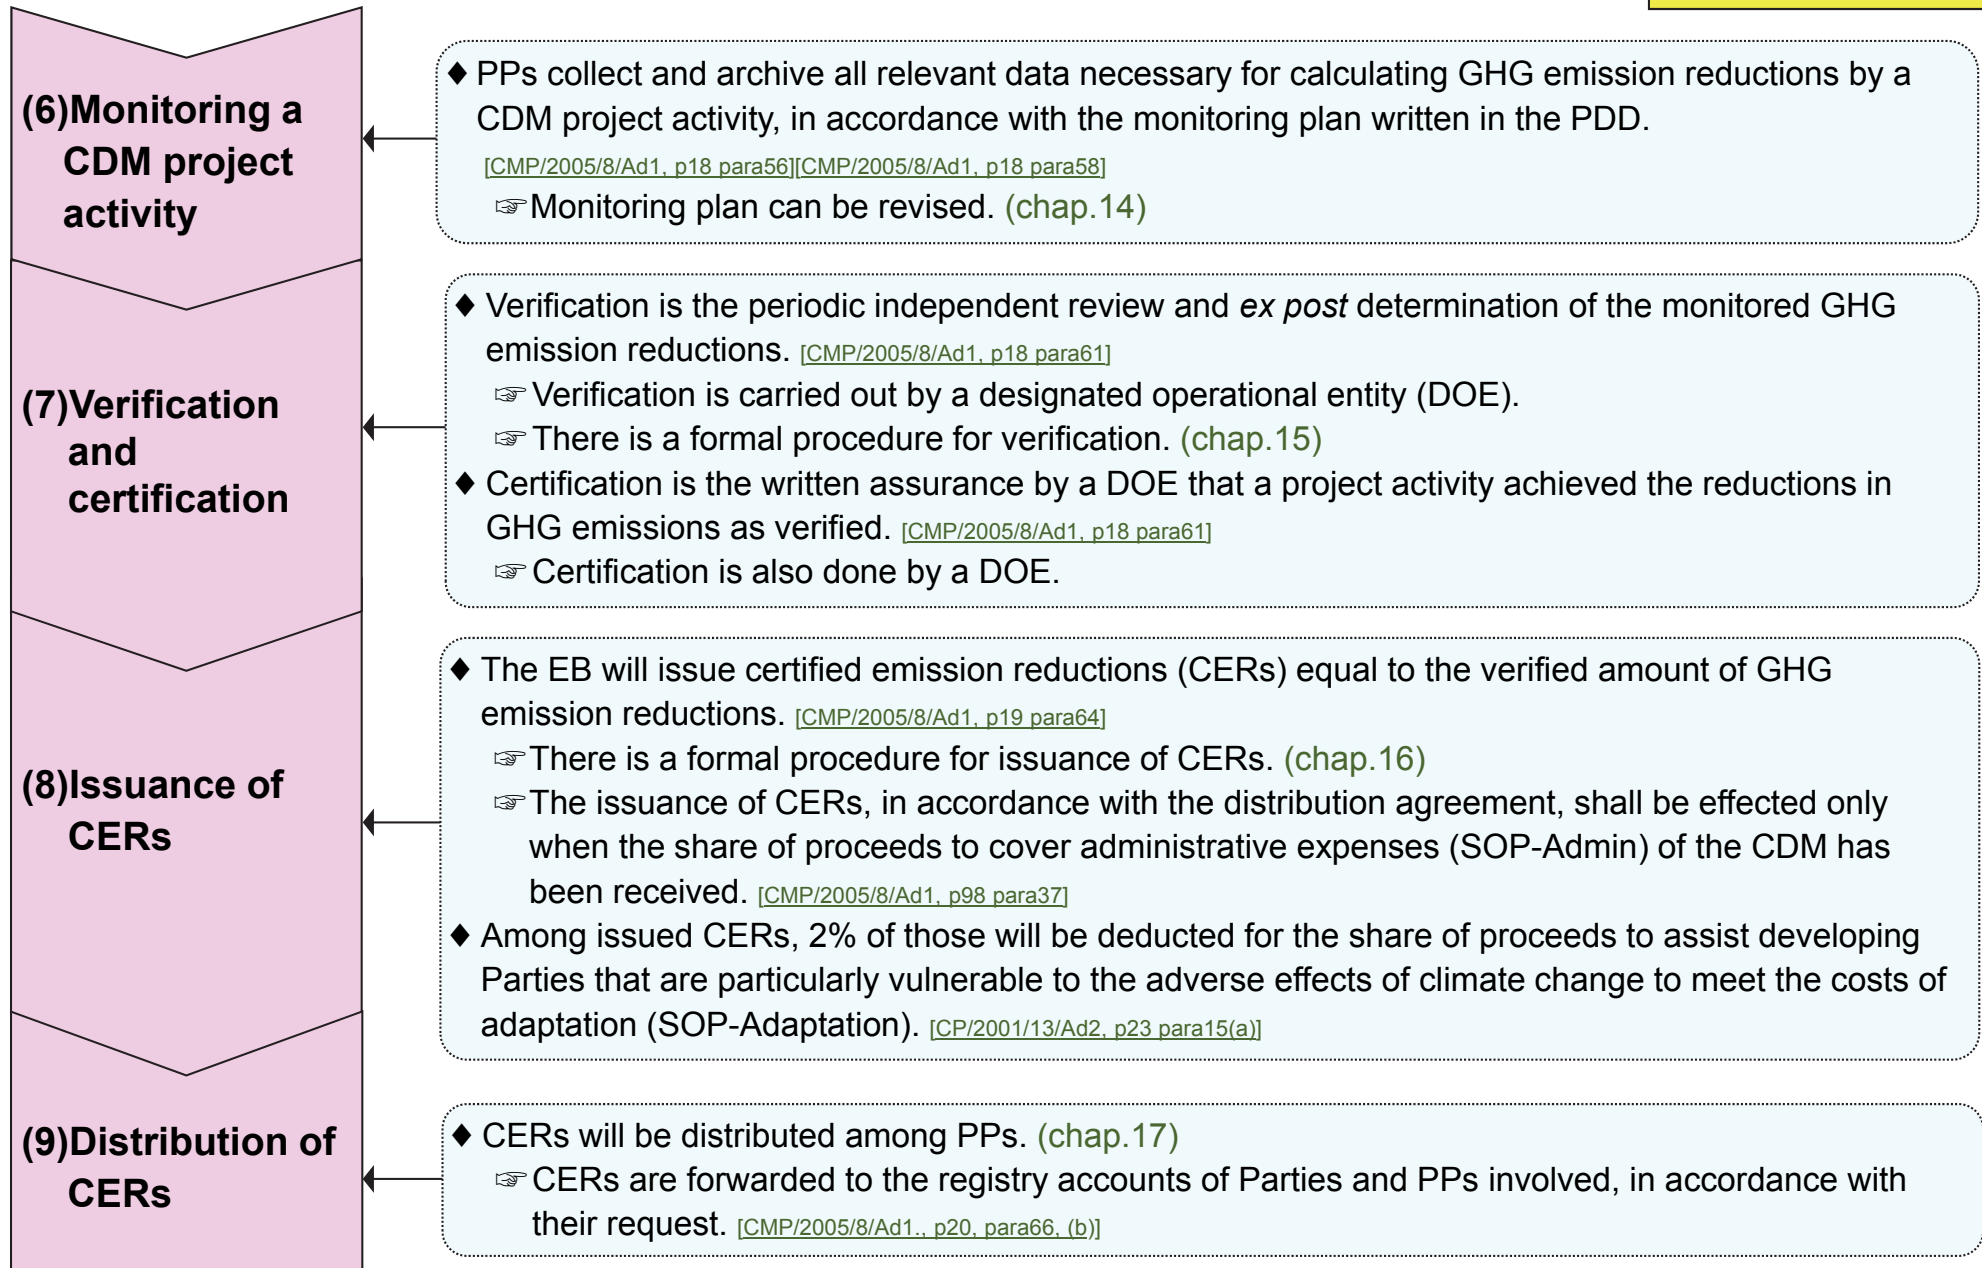 (6)Monitoring a
CDM project
activity
♦ PPs collect and archive all relevant data necessary for calculating GHG emission reductions by a
CDM project activity, in accordance with the monitoring plan written in the PDD.
[CMP/2005/8/Ad1, p18 para56][CMP/2005/8/Ad1, p18 para58]
☞Monitoring plan can be revised. (chap.14)
(7)Verification
and
certification
♦ Verification is the periodic independent review and ex post determination of the monitored GHG
emission reductions. [CMP/2005/8/Ad1, p18 para61]
☞Verification is carried out by a designated operational entity (DOE).
☞There is a formal procedure for verification. (chap.15)
♦ Certification is the written assurance by a DOE that a project activity achieved the reductions in
GHG emissions as verified. [CMP/2005/8/Ad1, p18 para61]
☞Certification is also done by a DOE.
(8)Issuance of
CERs
♦ The EB will issue certified emission reductions (CERs) equal to the verified amount of GHG
emission reductions. [CMP/2005/8/Ad1, p19 para64]
☞There is a formal procedure for issuance of CERs. (chap.16)
☞The issuance of CERs, in accordance with the distribution agreement, shall be effected only
when the share of proceeds to cover administrative expenses (SOP-Admin) of the CDM has
been received. [CMP/2005/8/Ad1, p98 para37]
♦ Among issued CERs, 2% of those will be deducted for the share of proceeds to assist developing
Parties that are particularly vulnerable to the adverse effects of climate change to meet the costs of
adaptation (SOP-Adaptation). [CP/2001/13/Ad2, p23 para15(a)]
(9)Distribution of
CERs
♦ CERs will be distributed among PPs. (chap.17)
☞CERs are forwarded to the registry accounts of Parties and PPs involved, in accordance with
their request. [CMP/2005/8/Ad1., p20, para66, (b)]